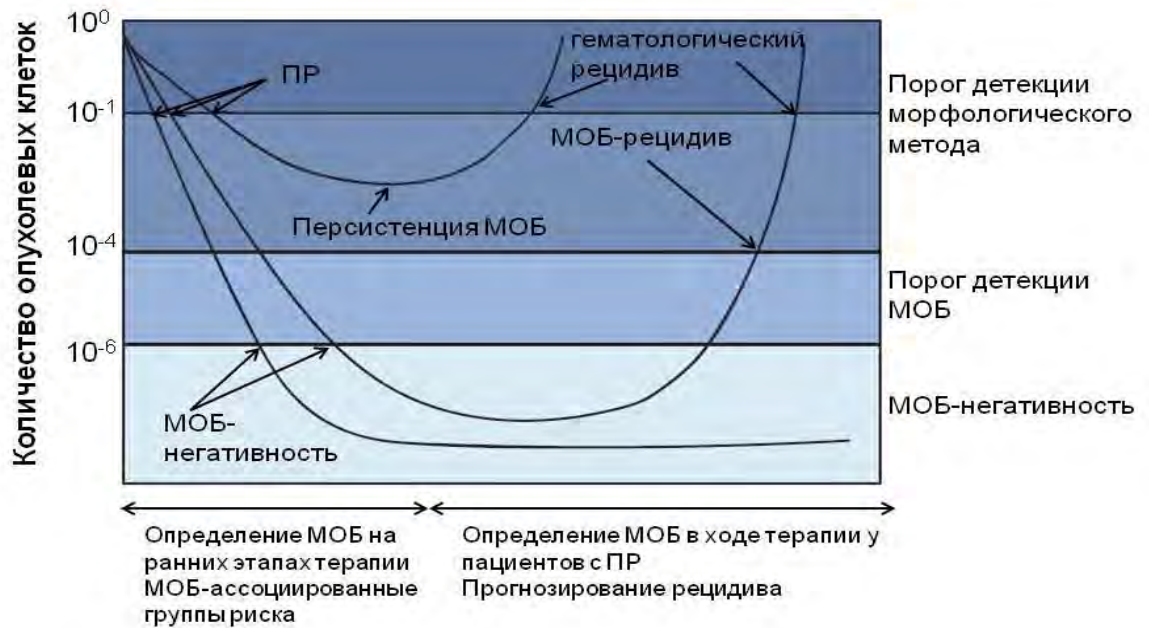 Количество опухолевых клеток
10⁰
10⁻¹
10⁻⁴
10⁻⁶
ПР
гематологический
рецидив
МОБ-рецидив
Персистенция МОБ
МОБ-
негативность
Порог детекции
морфологического
метода
Порог детекции
МОБ
МОБ-негативность
Определение МОБ на
ранних этапах терапии
МОБ-ассоциированные
группы риска
Определение МОБ в ходе терапии у
пациентов с ПР
Прогнозирование рецидива